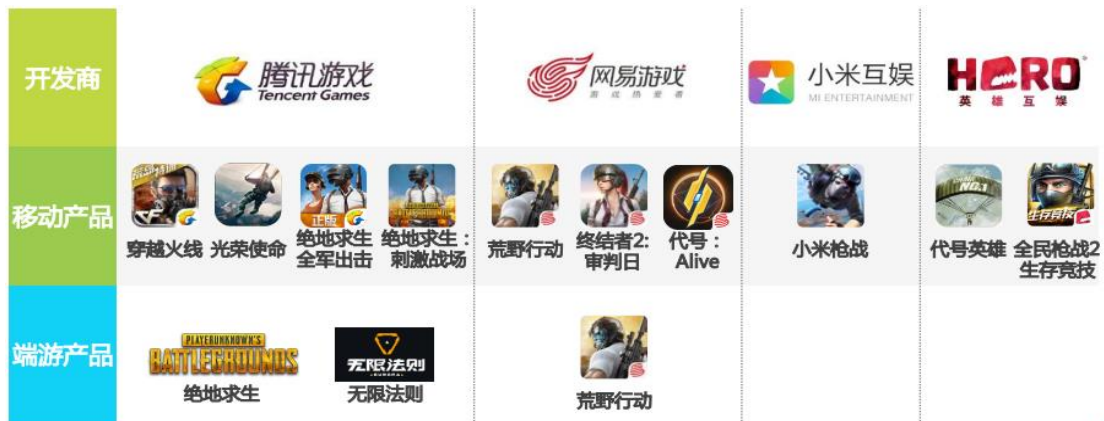 开发商
腾讯游戏
Tencent Games
网易游戏
游戏热爱者
小米互娱
MI ENTERTAINMENT
HERO
英雄互娱
移动产品
CF
正版
NO.1
生存竞技
穿越火线
光荣使命
绝地求生
全军出击
绝地求生：
刺激战场
荒野行动
终结者2:
审判日
代号：
Alive
小米枪战
代号英雄
全民枪战2
生存竞技
端游产品
PLAYERUNKNOWN'S
BATTLEGROUNDS
绝地求生
无限法则
无限法则
荒野行动